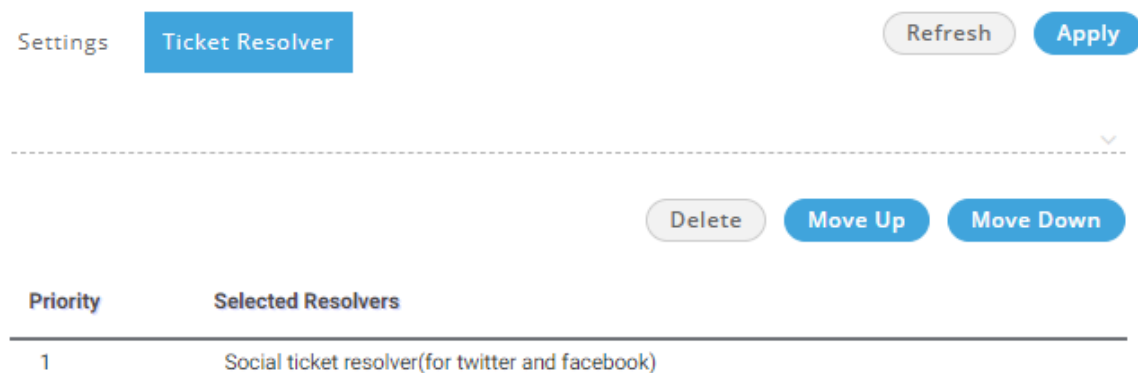 Settings Ticket Resolver Refresh Apply
Delete Move Up Move Down
Priority Selected Resolvers
1 Social ticket resolver(for twitter and facebook)